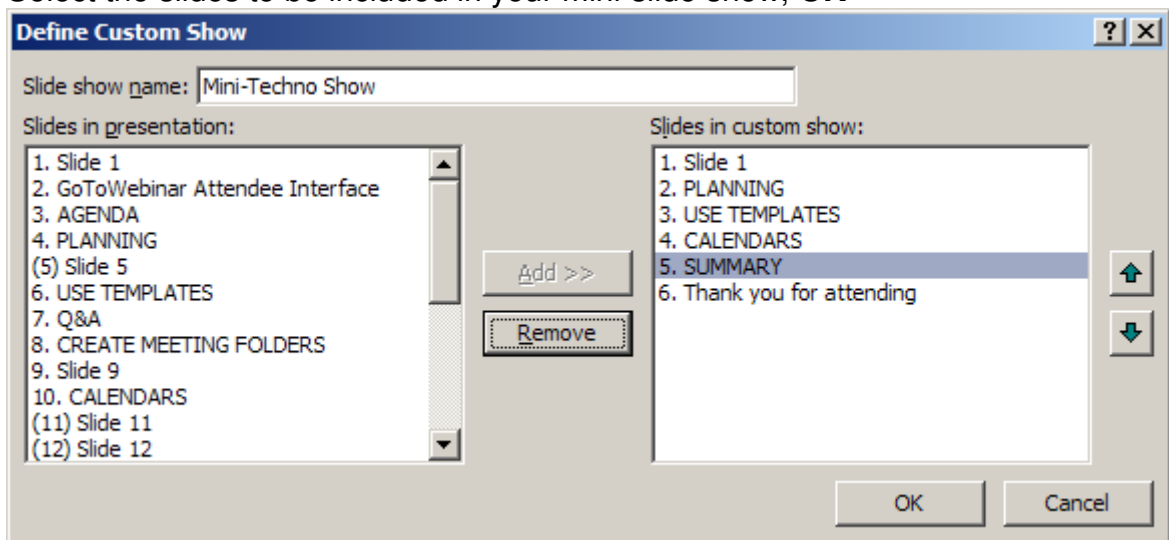 Select the slides to be included in your mini slide show, OK
Define Custom Show
Slide show name: Mini-Techno Show
Slides in presentation:
1. Slide 1
2. GoToWebinar Attendee Interface
3. AGENDA
4. PLANNING
(5) Slide 5
6. USE TEMPLATES
7. Q&A
8. CREATE MEETING FOLDERS
9. Slide 9
10. CALENDARS
(11) Slide 11
(12) Slide 12
Add >>
Remove
Slides in custom show:
1. Slide 1
2. PLANNING
3. USE TEMPLATES
4. CALENDARS
5. SUMMARY
6. Thank you for attending
OK
Cancel